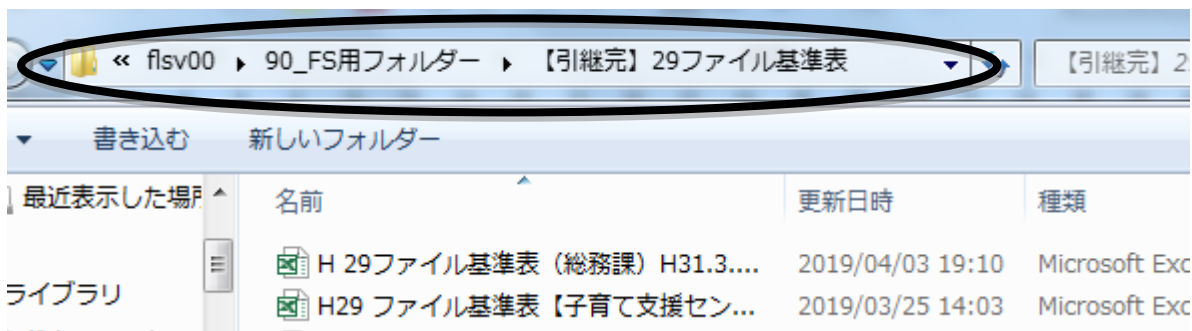 « flsv00 ▸ 90_FS用フォルダー ▸ 【引継完】29ファイル基準表 【引継完】2
書き込む 新しいフォルダー
最近表示した場所 名前 更新日時 種類
H 29ファイル基準表（総務課）H31.3.... 2019/04/03 19:10 Microsoft Exc
ライブラリ H29 ファイル基準表【子育て支援セン... 2019/03/25 14:03 Microsoft Exc